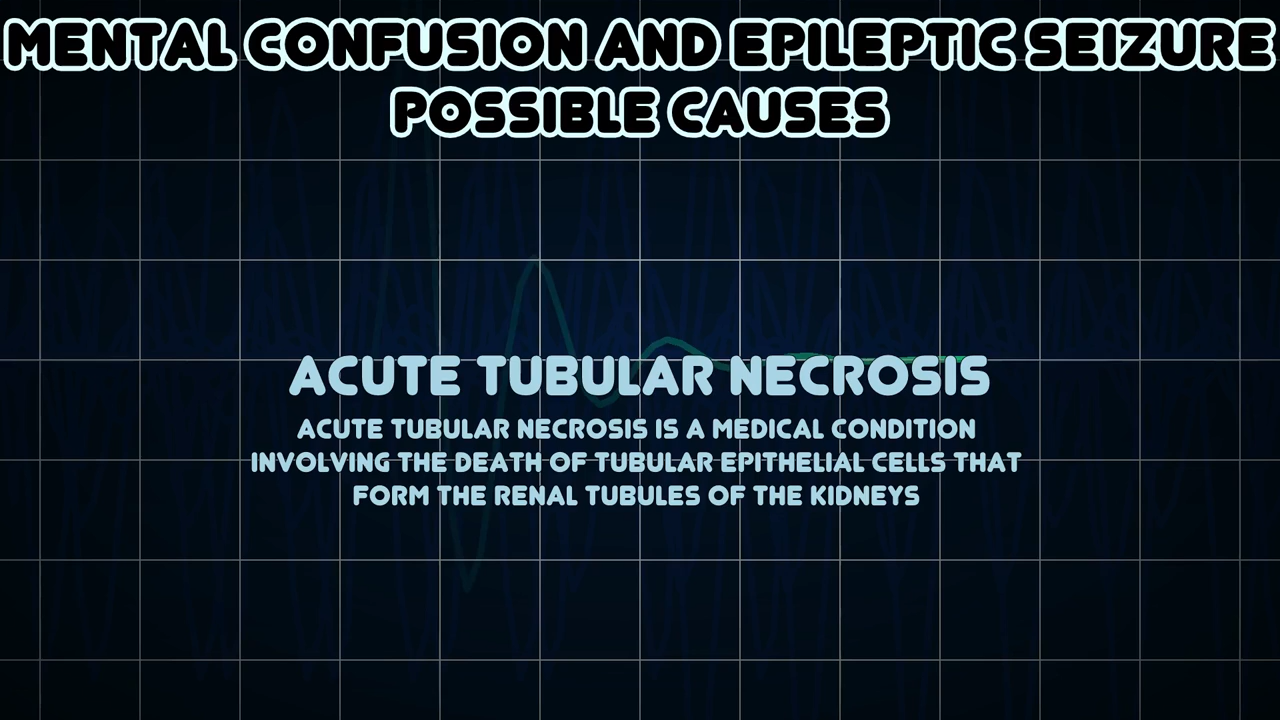 MENTAL CONFUSION AND EPILEPTIC SEIZURE
POSSIBLE CAUSES
ACUTE TUBULAR NECROSIS
ACUTE TUBULAR NECROSIS IS A MEDICAL CONDITION
INVOLVING THE DEATH OF TUBULAR EPITHELIAL CELLS THAT
FORM THE RENAL TUBULES OF THE KIDNEYS